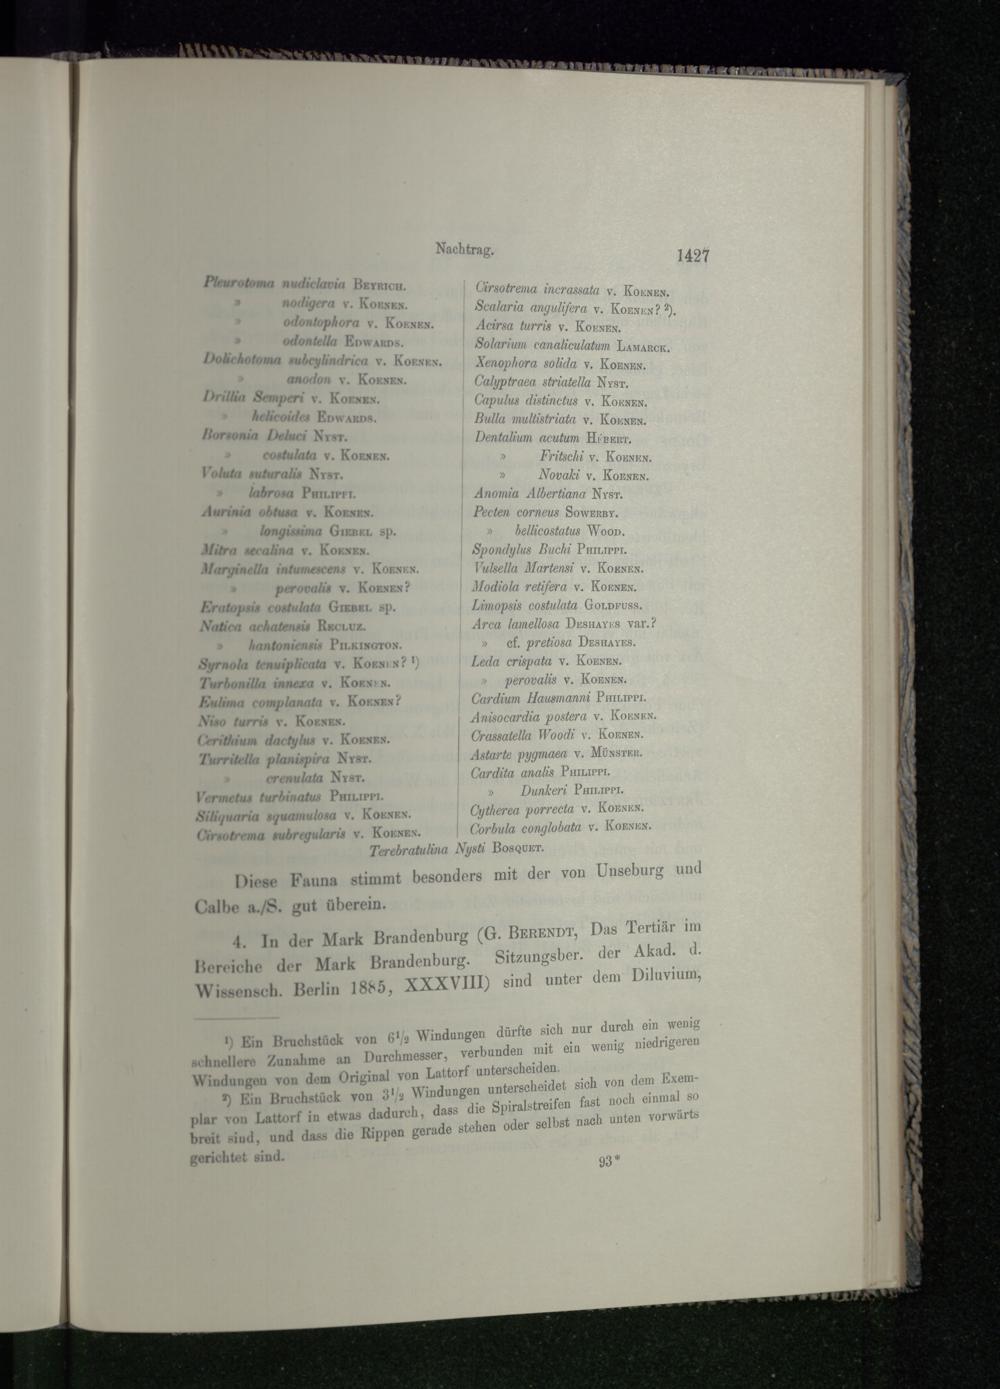 Nachtrag. 1427
Pleurotoma nudiclavia Beyrich.
» nodigera v. Koenen.
» odontophora v. Koenen.
» odontella Edwards.
Dolichotoma subcylindrica v. Koenen.
» anodon v. Koenen.
Drillia Semperi v. Koenen.
» helicoides Edwards.
Borsonia Deluci Nyst.
» costulata v. Koenen.
Voluta suturalis Nyst.
» labrosa Philippi.
Aurinia obtusa v. Koenen.
» longissima Giebel sp.
Mitra secalina v. Koenen.
Marginella intumescens v. Koenen.
» perovalis v. Koenen?
Eratopsis costulata Giebel sp.
Natica achatensis Recluz.
» hantoniensis Pilkington.
Syrnola tenuiplicata v. Koenen? ¹)
Turbonilla innexa v. Koenen.
Eulima complanata v. Koenen?
Niso turris v. Koenen.
Cerithium dactylus v. Koenen.
Turritella planispira Nyst.
» crenulata Nyst.
Vermetus turbinatus Philippi.
Siliquaria squamulosa v. Koenen.
Cirsotrema subregularis v. Koenen.
Cirsotrema incrassata v. Koenen.
Scalaria angulifera v. Koenen? ²).
Acirsa turris v. Koenen.
Solarium canaliculatum Lamarck.
Xenophora solida v. Koenen.
Calyptraea striatella Nyst.
Capulus distinctus v. Koenen.
Bulla multistriata v. Koenen.
Dentalium acutum Hébert.
» Fritschi v. Koenen.
» Novaki v. Koenen.
Anomia Albertiana Nyst.
Pecten corneus Sowerby.
» bellicostatus Wood.
Spondylus Buchi Philippi.
Vulsella Martensi v. Koenen.
Modiola retifera v. Koenen.
Limopsis costulata Goldfuss.
Arca lamellosa Deshayes var.?
» cf. pretiosa Deshayes.
Leda crispata v. Koenen.
» perovalis v. Koenen.
Cardium Hausmanni Philippi.
Anisocardia postera v. Koenen.
Crassatella Woodi v. Koenen.
Astarte pygmaea v. Münster.
Cardita analis Philippi.
» Dunkeri Philippi.
Cytherea porrecta v. Koenen.
Corbula conglobata v. Koenen.
Terebratulina Nysti Bosquet.
Diese Fauna stimmt besonders mit der von Unseburg und
Calbe a./S. gut überein.
4. In der Mark Brandenburg (G. Berendt, Das Tertiär im
Bereiche der Mark Brandenburg. Sitzungsber. der Akad. d.
Wissensch. Berlin 1885, XXXVIII) sind unter dem Diluvium,
¹) Ein Bruchstück von 6¹/₂ Windungen dürfte sich nur durch ein wenig
schnellere Zunahme an Durchmesser, verbunden mit ein wenig niedrigeren
Windungen von dem Original von Lattorf unterscheiden.
²) Ein Bruchstück von 3¹/₂ Windungen unterscheidet sich von dem Exem-
plar von Lattorf in etwas dadurch, dass die Spiralstreifen fast noch einmal so
breit sind, und dass die Rippen gerade stehen oder selbst nach unten vorwärts
gerichtet sind.
93*